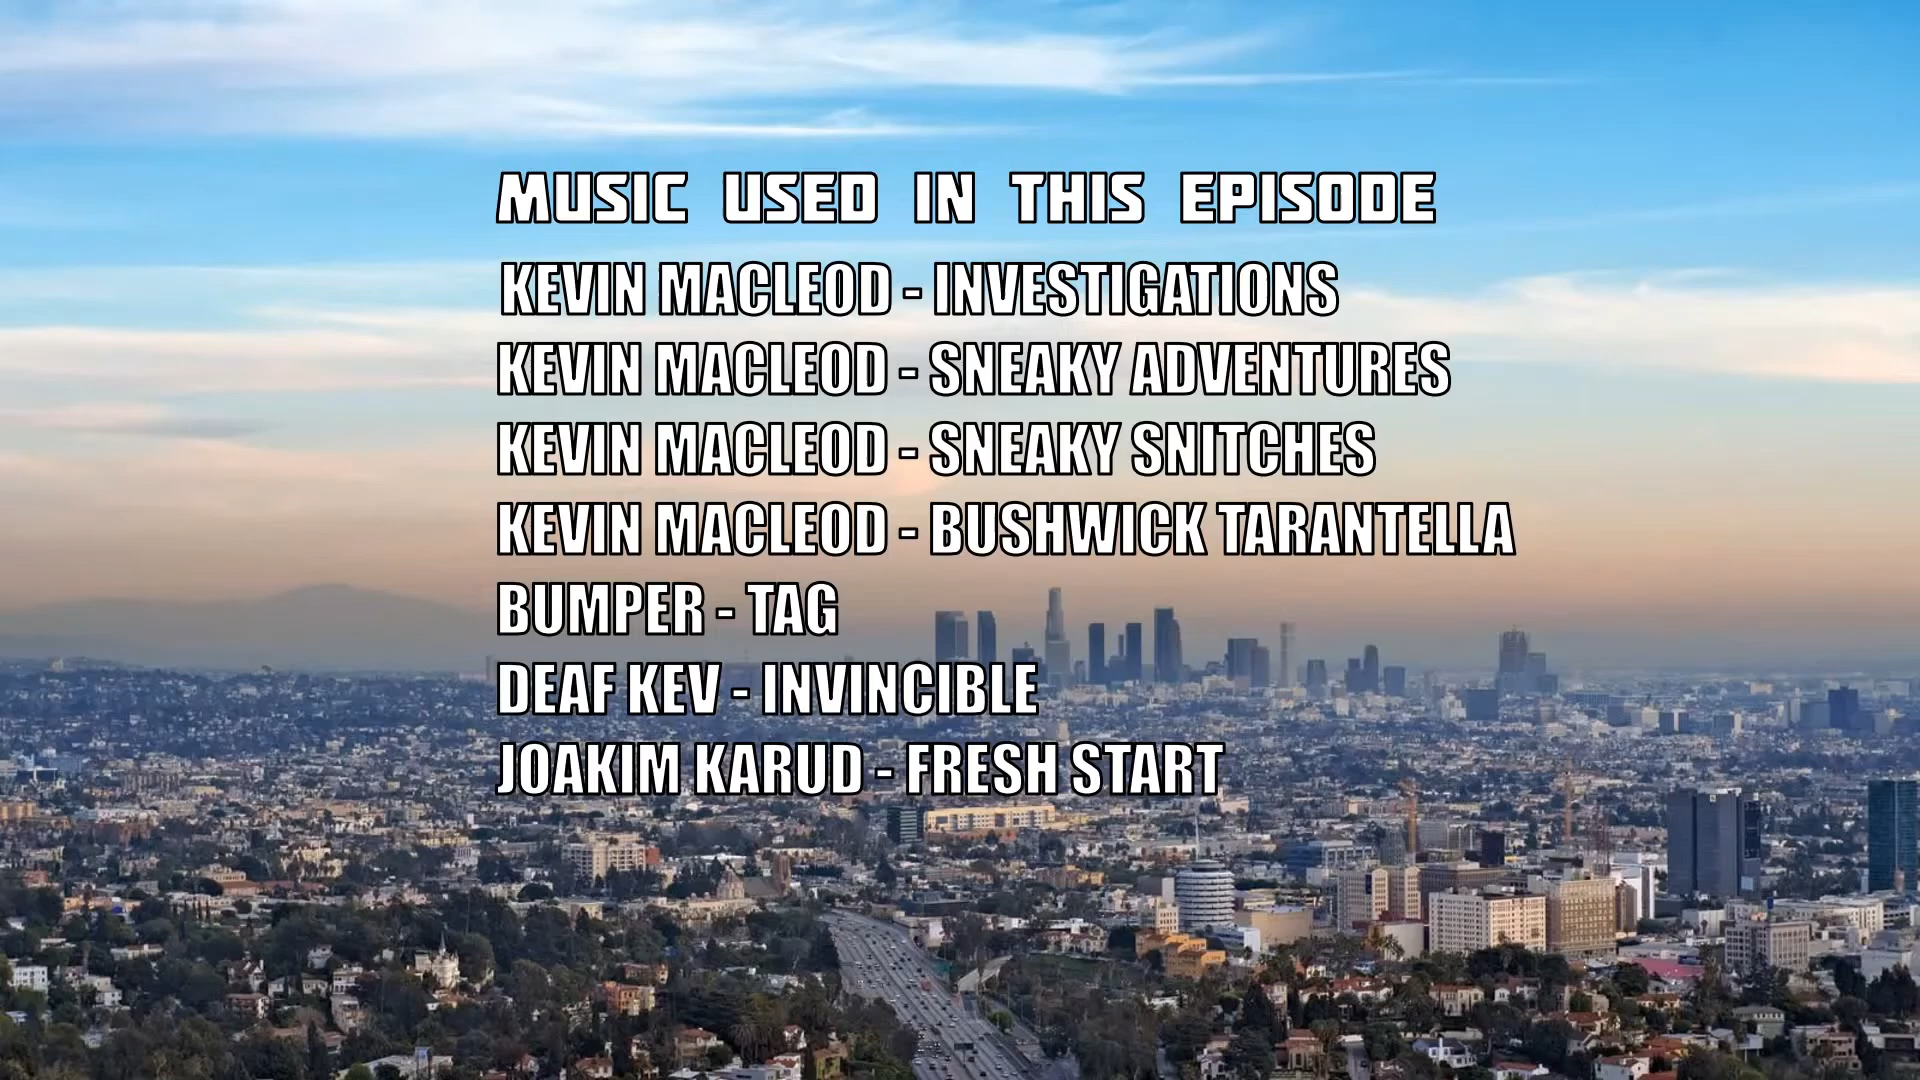 MUSIC USED IN THIS EPISODE
KEVIN MACLEOD - INVESTIGATIONS
KEVIN MACLEOD - SNEAKY ADVENTURES
KEVIN MACLEOD - SNEAKY SNITCHES
KEVIN MACLEOD - BUSHWICK TARANTELLA
BUMPER - TAG
DEAF KEV - INVINCIBLE
JOAKIM KARUD - FRESH START